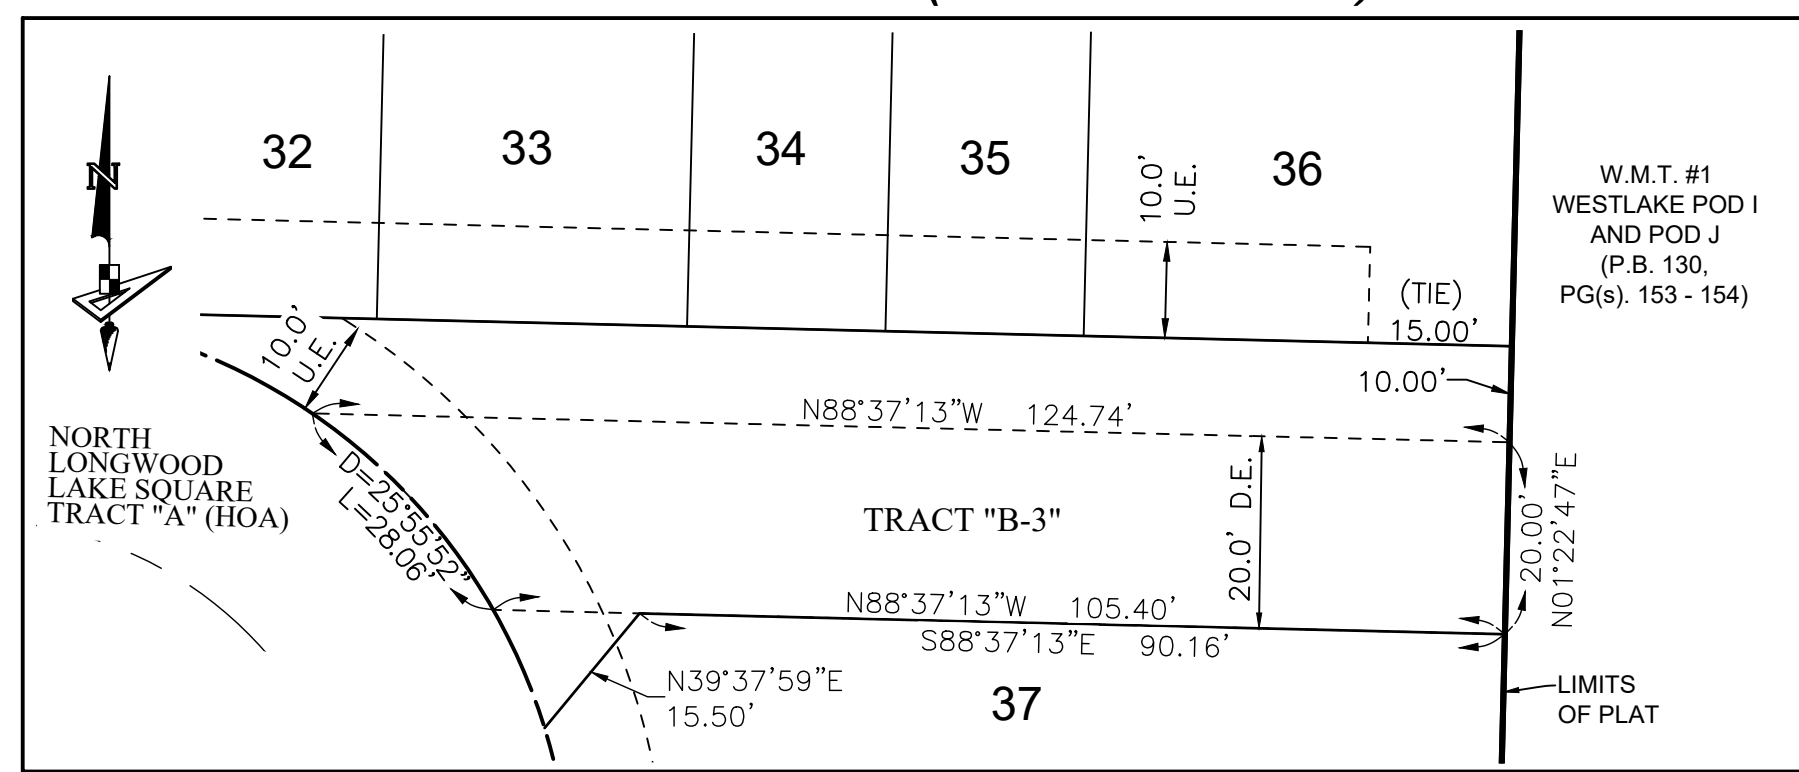 32
33
34
35
36
10.0'
U.E.
W.M.T. #1
WESTLAKE POD I
AND POD J
(P.B. 130,
PG(s). 153 - 154)
N
(TIE)
15.00'
10.0'
U.E.
10.00'
N88°37'13"W 124.74'
NORTH
LONGWOOD
LAKE SQUARE
TRACT "A" (HOA)
D=25°55'52"
L=28.06'
TRACT "B-3"
20.0' D.E.
20.00'
N01°22'47"E
N88°37'13"W 105.40'
S88°37'13"E 90.16'
N39°37'59"E
15.50'
37
LIMITS
OF PLAT